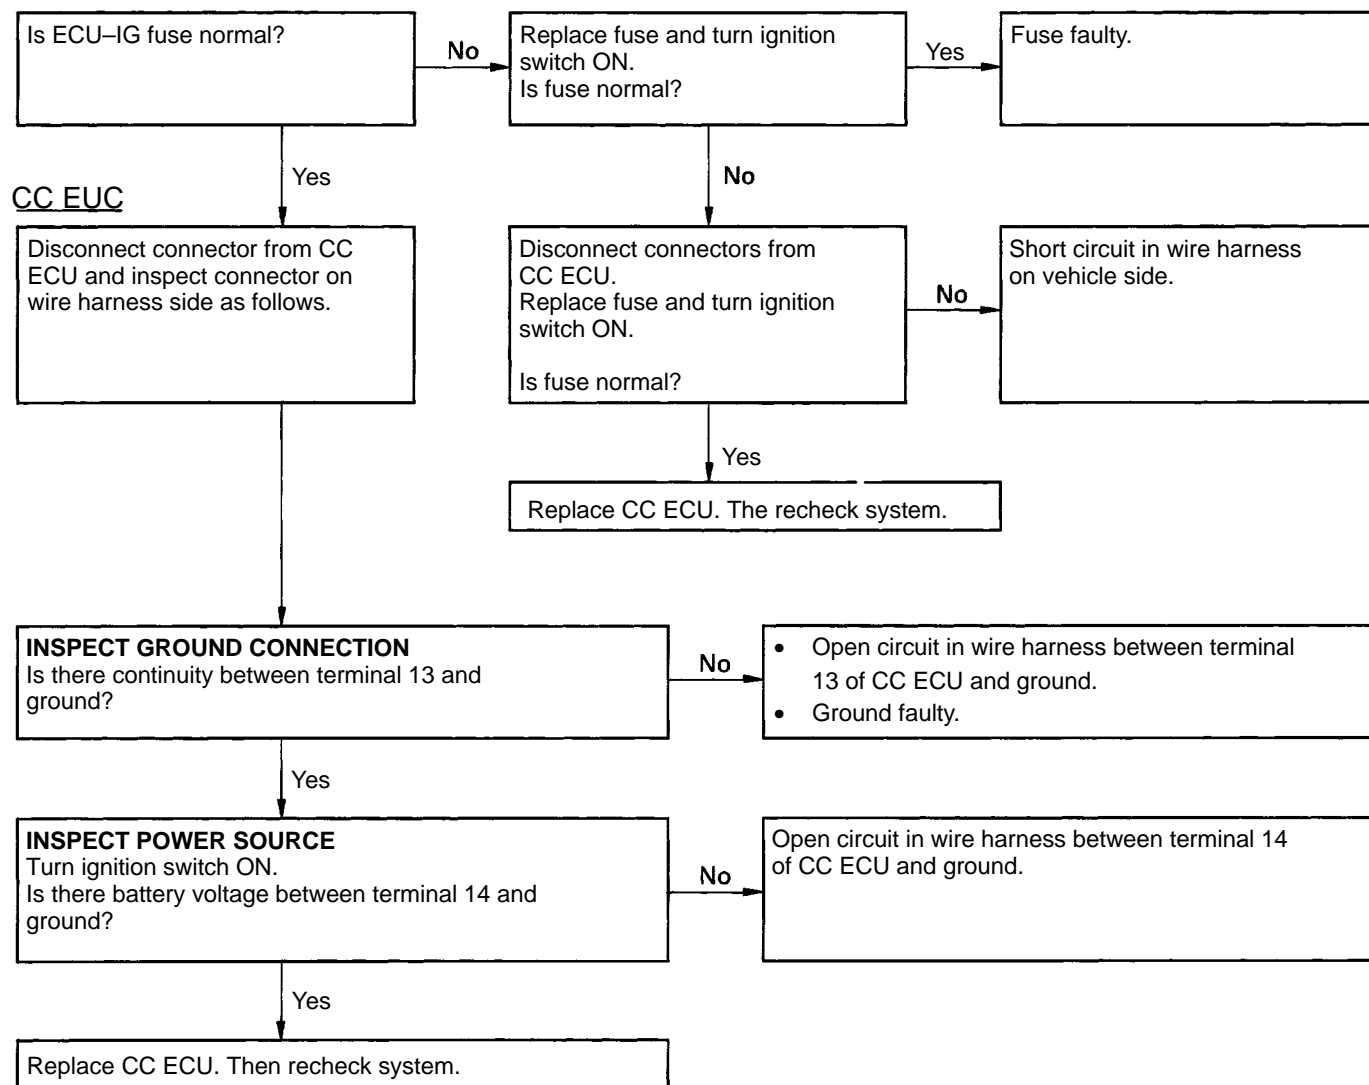 Is ECU–IG fuse normal?
No
Replace fuse and turn ignition
switch ON.
Is fuse normal?
Yes
Fuse faulty.
Yes
No
CC EUC
Disconnect connector from CC
ECU and inspect connector on
wire harness side as follows.
Disconnect connectors from
CC ECU.
Replace fuse and turn ignition
switch ON.
Is fuse normal?
No
Short circuit in wire harness
on vehicle side.
Yes
Replace CC ECU. The recheck system.
INSPECT GROUND CONNECTION
Is there continuity between terminal 13 and
ground?
No
• Open circuit in wire harness between terminal
13 of CC ECU and ground.
• Ground faulty.
Yes
INSPECT POWER SOURCE
Turn ignition switch ON.
Is there battery voltage between terminal 14 and
ground?
No
Open circuit in wire harness between terminal 14
of CC ECU and ground.
Yes
Replace CC ECU. Then recheck system.